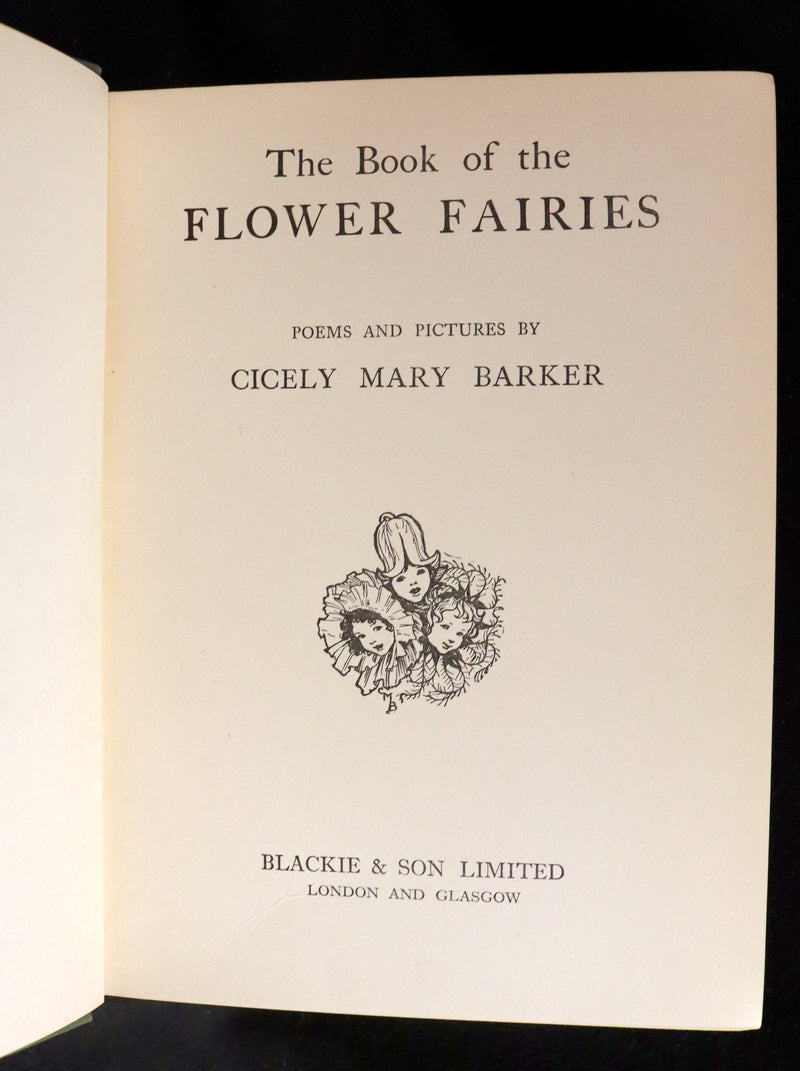 The Book of the
FLOWER FAIRIES
POEMS AND PICTURES BY
CICELY MARY BARKER
BLACKIE & SON LIMITED
LONDON AND GLASGOW